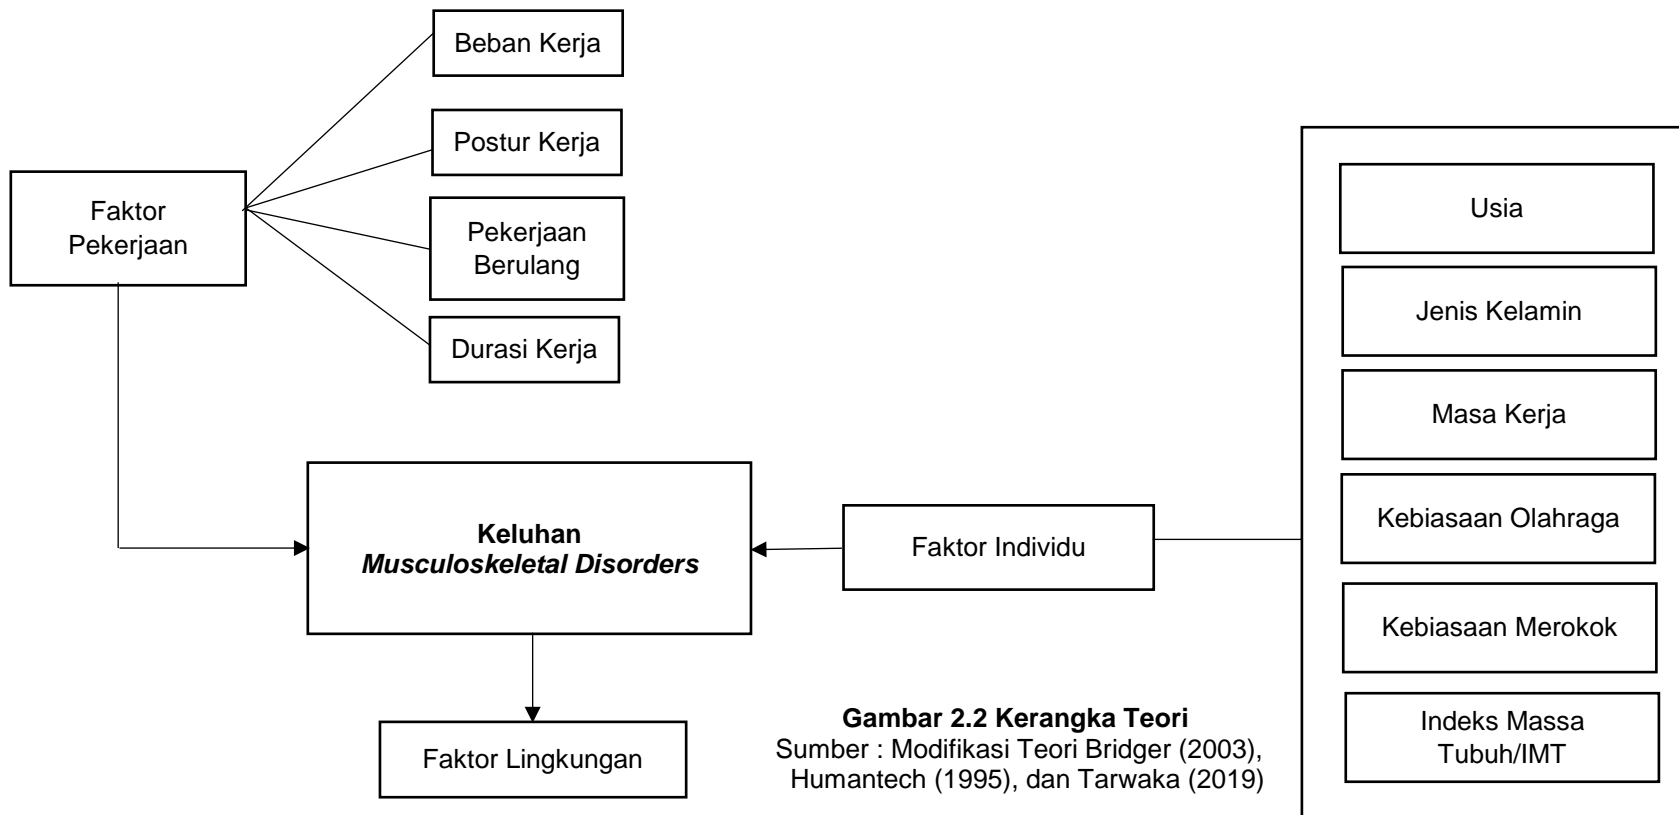 Beban Kerja
Postur Kerja
Faktor
Pekerjaan
Pekerjaan
Berulang
Durasi Kerja
Keluhan
Musculoskeletal Disorders
Faktor Individu
Usia
Jenis Kelamin
Masa Kerja
Kebiasaan Olahraga
Kebiasaan Merokok
Indeks Massa
Tubuh/IMT
Faktor Lingkungan
Gambar 2.2 Kerangka Teori
Sumber : Modifikasi Teori Bridger (2003),
Humantech (1995), dan Tarwaka (2019)